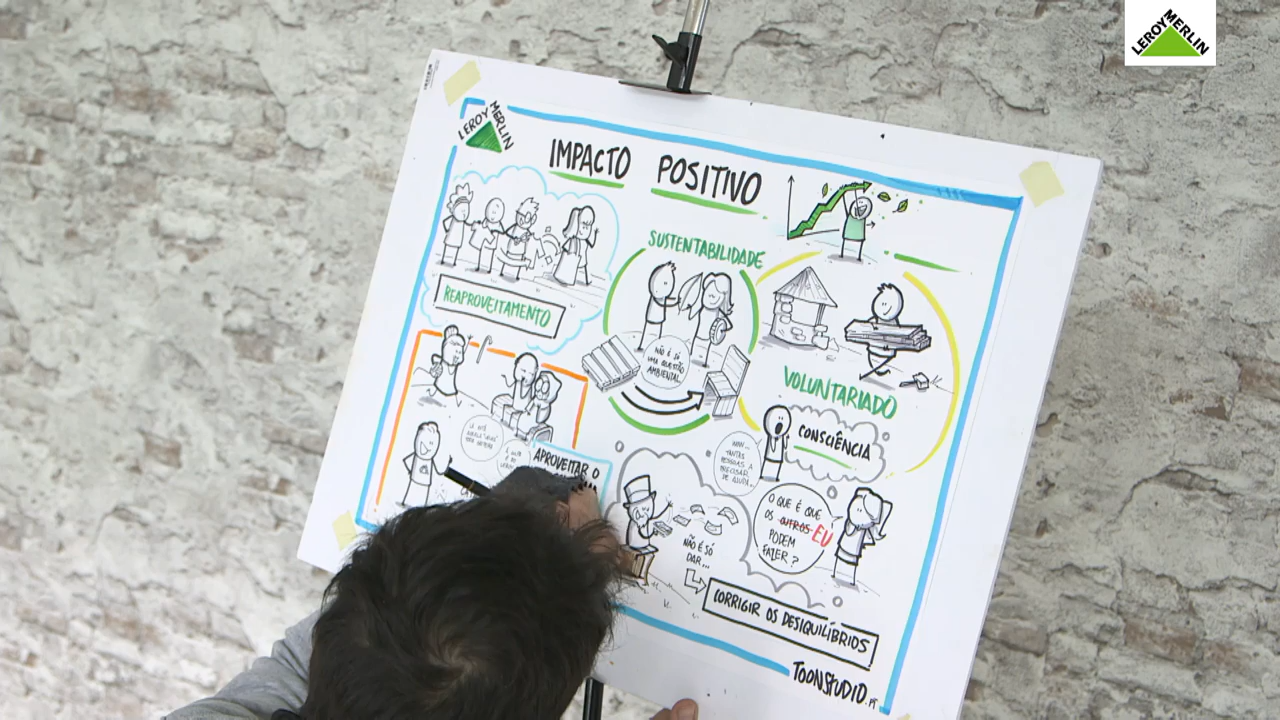 LEROY MERLIN
LEROY MERLIN
IMPACTO POSITIVO
SUSTENTABILIDADE
REAPROVEITAMENTO
NÃO É SÓ
UMA QUESTÃO
AMBIENTAL
VOLUNTARIADO
CONSCIÊNCIA
TANTAS
PESSOAS A
PRECISAR
DE AJUDA...
APROVEITAR O
O QUE É QUE
OS OUTROS EU
PODEM
FAZER?
NÃO É SÓ
DAR...
CORRIGIR OS DESIQUILÍBRIOS
TOONSTUDIO.PT